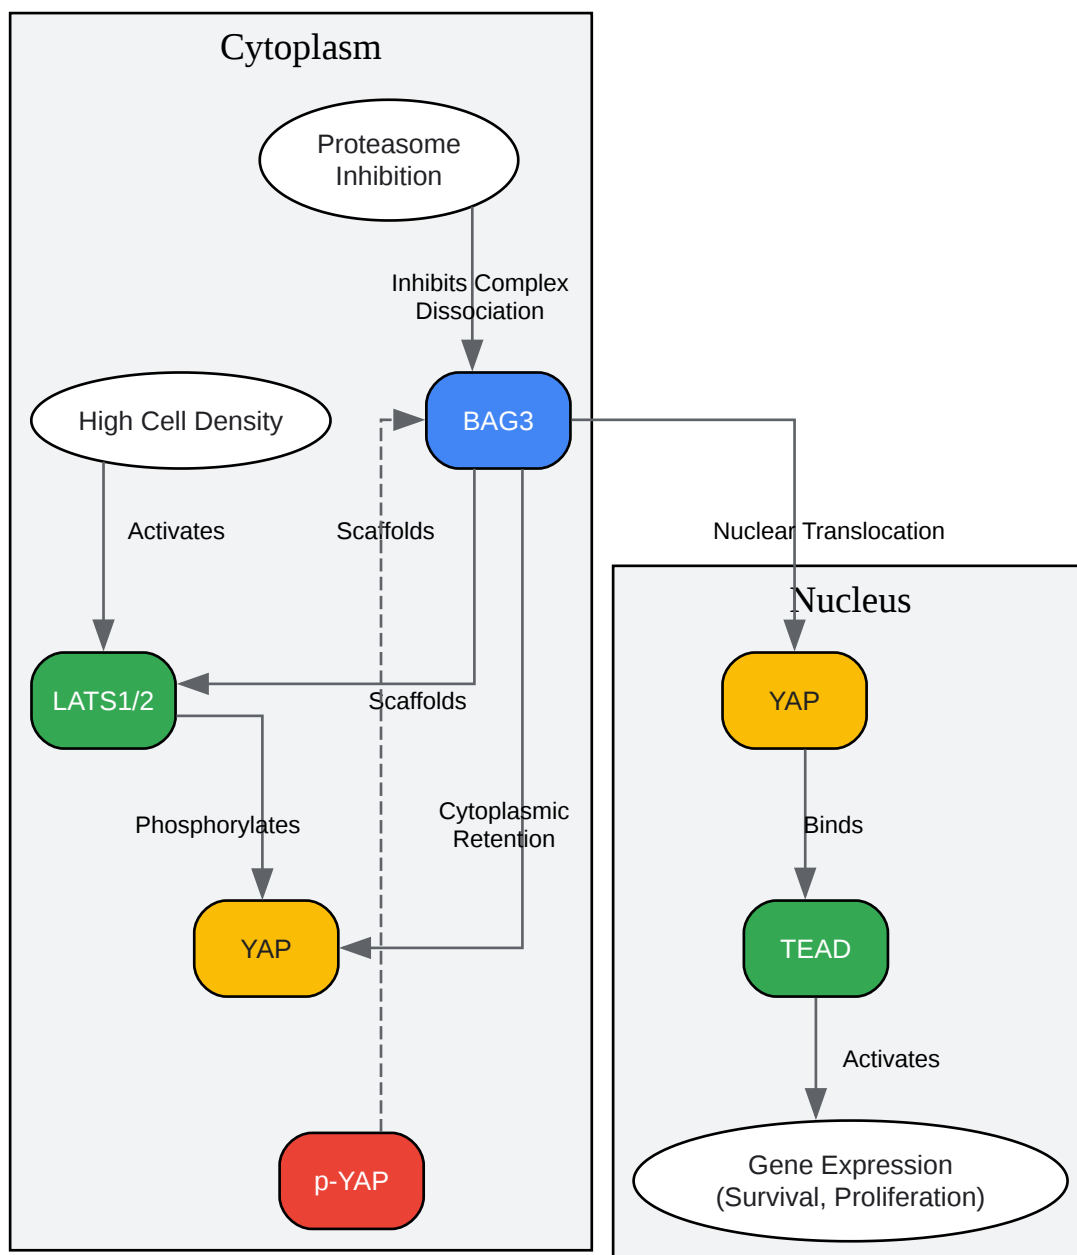 Cytoplasm
Proteasome
Inhibition
Inhibits Complex
Dissociation
High Cell Density
BAG3
Activates
Scaffolds
Nuclear Translocation
Nucleus
LATS1/2
Scaffolds
YAP
Phosphorylates
Cytoplasmic
Retention
Binds
YAP
TEAD
Activates
p-YAP
Gene Expression
(Survival, Proliferation)